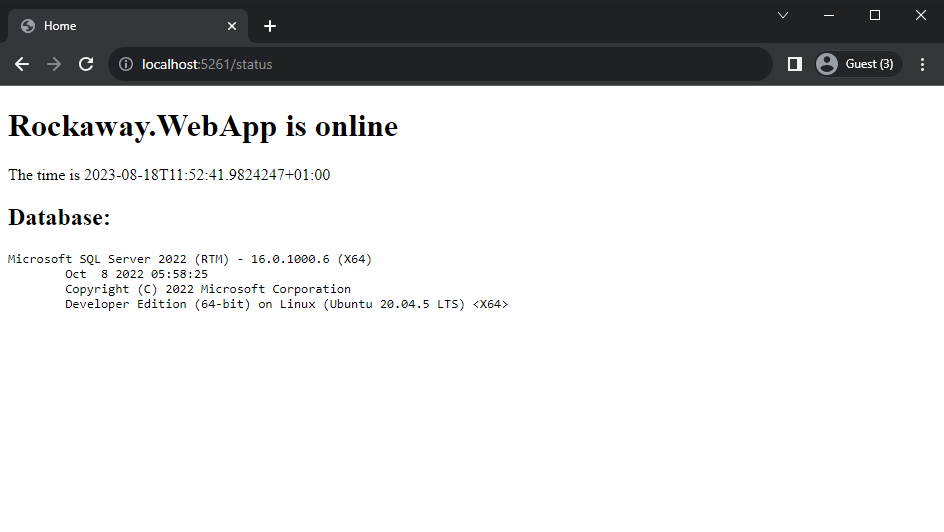 Home
localhost:5261/status
Guest (3)
Rockaway.WebApp is online
The time is 2023-08-18T11:52:41.9824247+01:00
Database:
Microsoft SQL Server 2022 (RTM) - 16.0.1000.6 (X64)
Oct  8 2022 05:58:25
Copyright (C) 2022 Microsoft Corporation
Developer Edition (64-bit) on Linux (Ubuntu 20.04.5 LTS) <X64>